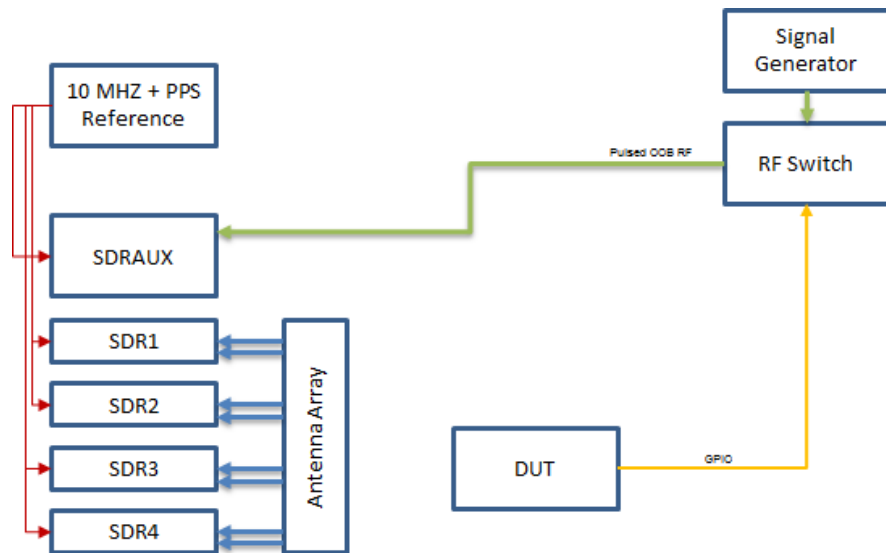 Signal
Generator
10 MHZ + PPS
Reference
Pulsed OOB RF
RF Switch
SDRAUX
SDR1
SDR2
SDR3
SDR4
Antenna Array
DUT
GPIO